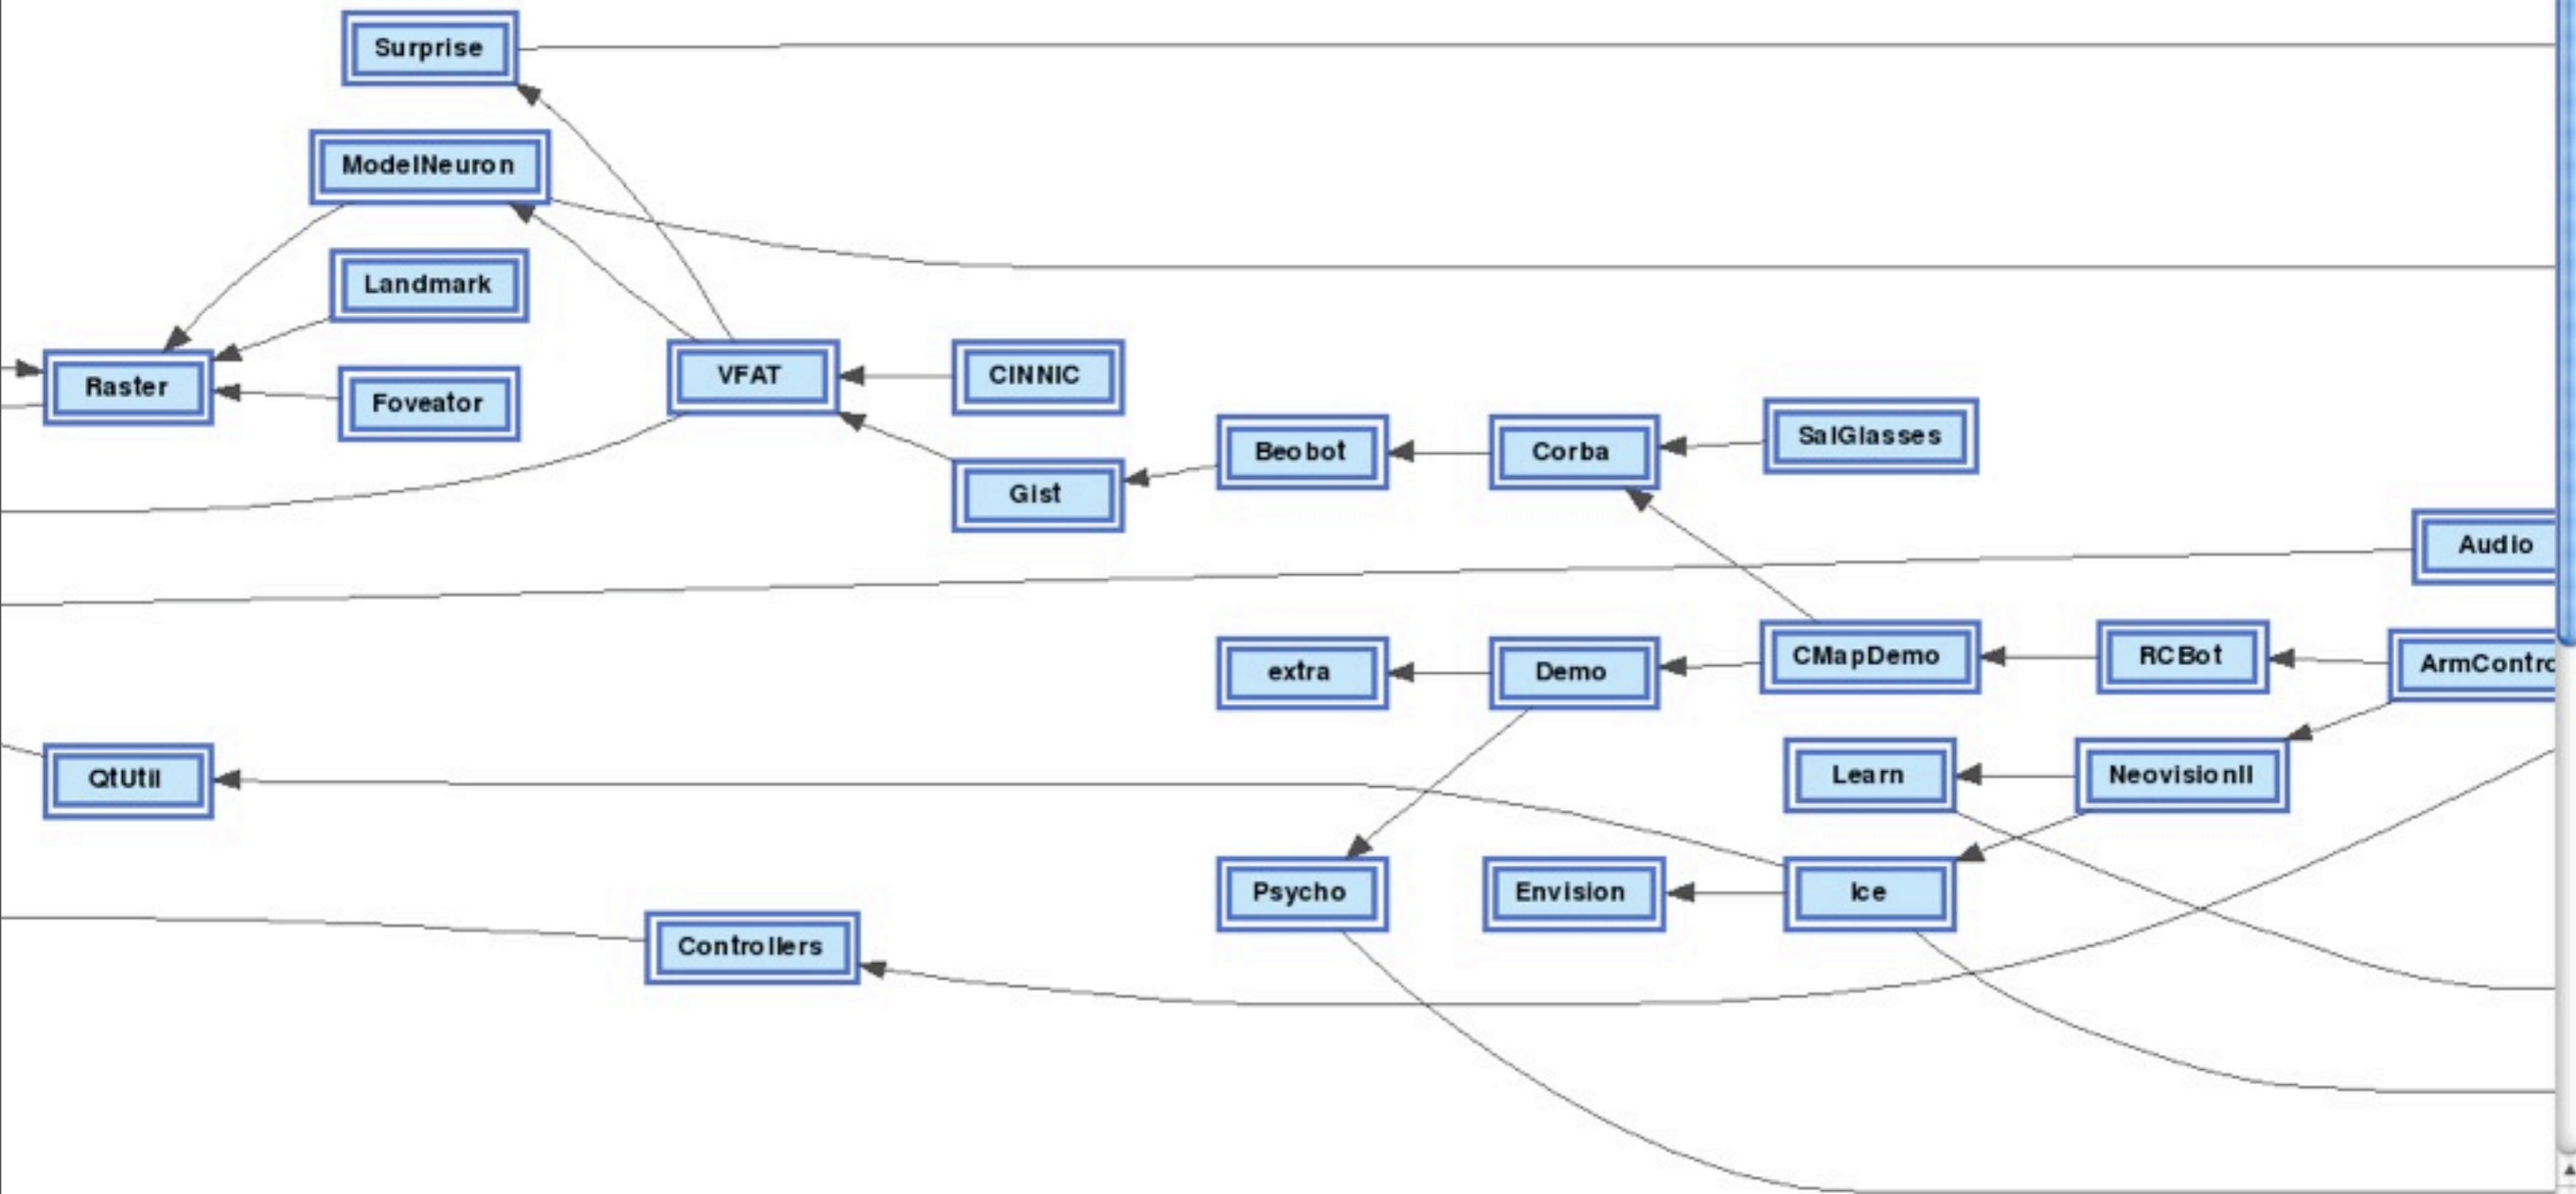 Surprise
ModelNeuron
Landmark
Raster
Foveator
VFAT
CINNIC
Gist
Beobot
Corba
SalGlasses
Audio
extra
Demo
CMapDemo
RCBot
ArmContro
QtUtil
Learn
NeovisionII
Psycho
Envision
Ice
Controllers